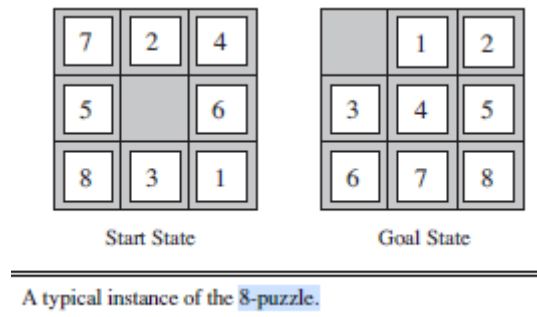 7 2 4 1 2
5 6 3 4 5
8 3 1 6 7 8
Start State Goal State
A typical instance of the 8-puzzle.